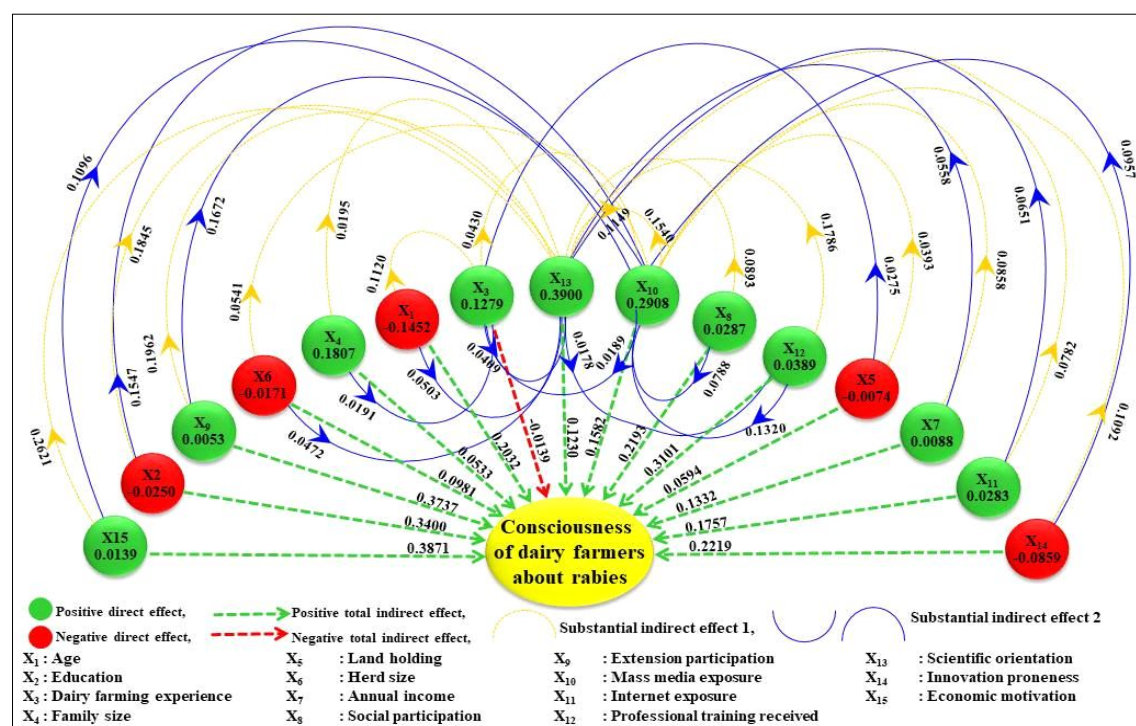 0.1096
0.1845
0.1672
0.0195
0.0430
0.1149
0.1540
0.1786
0.0558
0.0651
0.0957
0.1120
0.0541
0.0893
0.0275
0.0393
0.0858
0.0782
0.1092
0.1547
0.1962
0.2621
X13
0.3900
X10
0.2908
X3
0.1279
X1
-0.1452
X8
0.0287
X4
0.1807
X12
0.0389
X6
-0.0171
X5
-0.0074
X9
0.0053
X7
0.0088
X2
-0.0250
X11
0.0283
X15
0.0139
X14
-0.0859
0.0489
0.0178
0.0189
0.0788
0.0503
0.0191
0.0472
0.1320
0.3871
0.3400
0.3737
0.0981
0.0533
0.2032
-0.0139
0.1230
0.1582
0.2193
0.3101
0.0594
0.1332
0.1757
0.2219
Consciousness
of dairy farmers
about rabies
Positive direct effect, Positive total indirect effect, Substantial indirect effect 1, Substantial indirect effect 2
Negative direct effect, Negative total indirect effect,
X1 : Age X5 : Land holding X9 : Extension participation X13 : Scientific orientation
X2 : Education X6 : Herd size X10 : Mass media exposure X14 : Innovation proneness
X3 : Dairy farming experience X7 : Annual income X11 : Internet exposure X15 : Economic motivation
X4 : Family size X8 : Social participation X12 : Professional training received